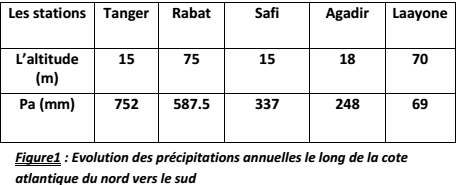 Les stations Tanger Rabat Safi Agadir Laayone
L'altitude (m) 15 75 15 18 70
Pa (mm) 752 587.5 337 248 69
Figure1 : Evolution des précipitations annuelles le long de la cote
atlantique du nord vers le sud